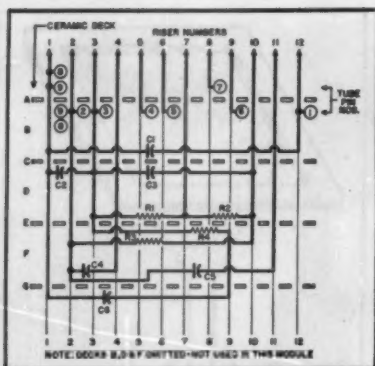 CERAMIC DECK
RISER NUMBERS
1 2 3 4 5 6 7 8 9 10 11 12
8
9
7
A
TUBE
PIN
NOS.
9 2 3 4 5 6 1
8
B
C1
C
C2 C3
D
R1 R2
E
R3 R4
F
C4 C5
G
C6
1 2 3 4 5 6 7 8 9 10 11 12
NOTE: DECKS B, D & F OMITTED-NOT USED IN THIS MODULE